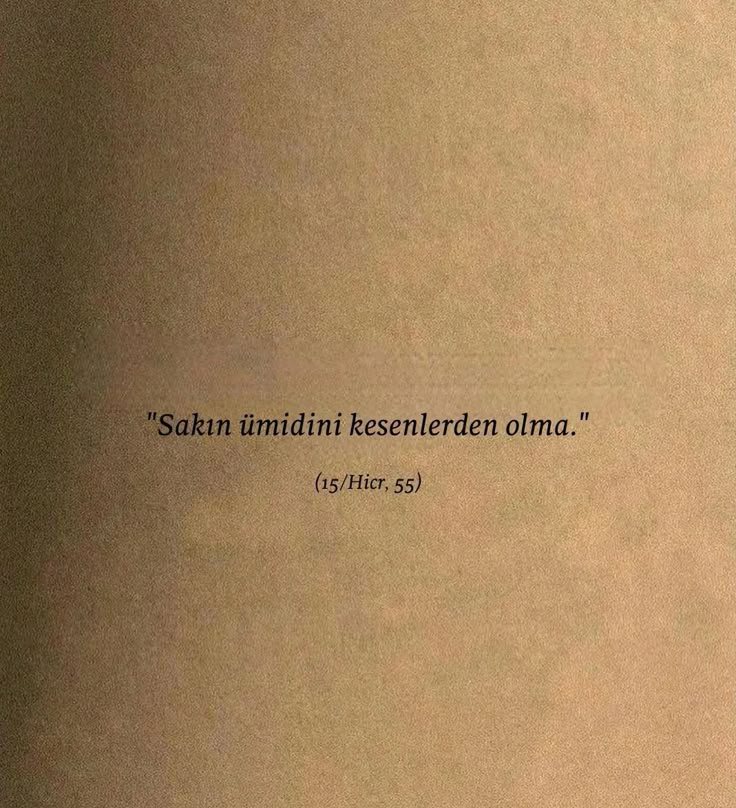 "Sakın ümidini kesenlerden olma."
(15/Hicr, 55)